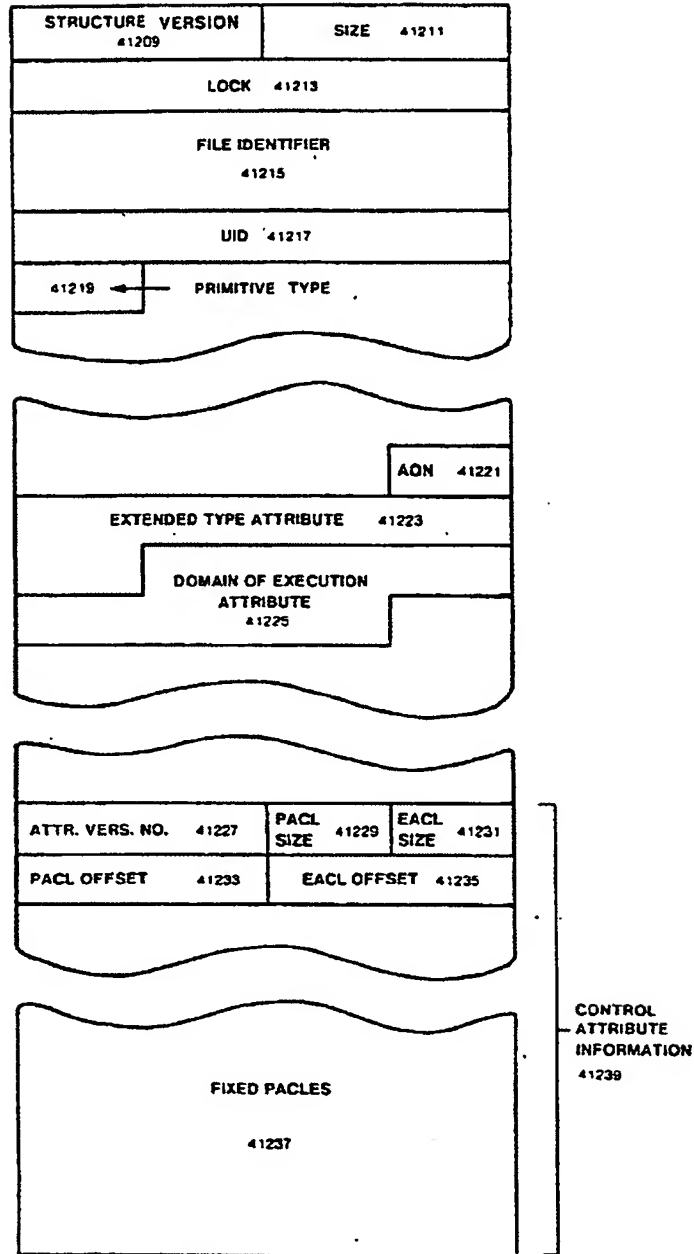 STRUCTURE VERSION
41209
SIZE 41211
LOCK 41213
FILE IDENTIFIER
41215
UID 41217
41219
PRIMITIVE TYPE
AON 41221
EXTENDED TYPE ATTRIBUTE 41223
DOMAIN OF EXECUTION
ATTRIBUTE
41225
ATTR. VERS. NO. 41227
PACL
SIZE 41229
EACL
SIZE 41231
PACL OFFSET 41233
EACL OFFSET 41235
FIXED PACLES
41237
CONTROL
ATTRIBUTE
INFORMATION
41239